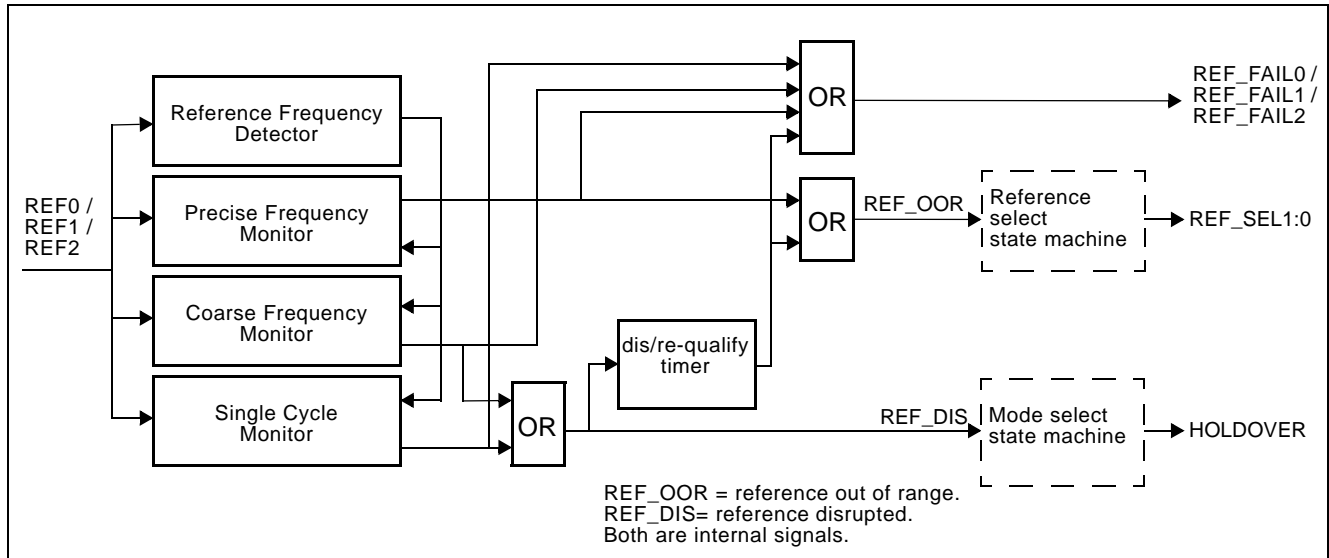 REF0 /
REF1 /
REF2
Reference Frequency
Detector
Precise Frequency
Monitor
Coarse Frequency
Monitor
Single Cycle
Monitor
OR
dis/re-qualify
timer
OR
OR
REF_OOR
REF_DIS
Reference
select
state machine
Mode select
state machine
REF_FAIL0 /
REF_FAIL1 /
REF_FAIL2
REF_SEL1:0
HOLDOVER
REF_OOR = reference out of range.
REF_DIS= reference disrupted.
Both are internal signals.